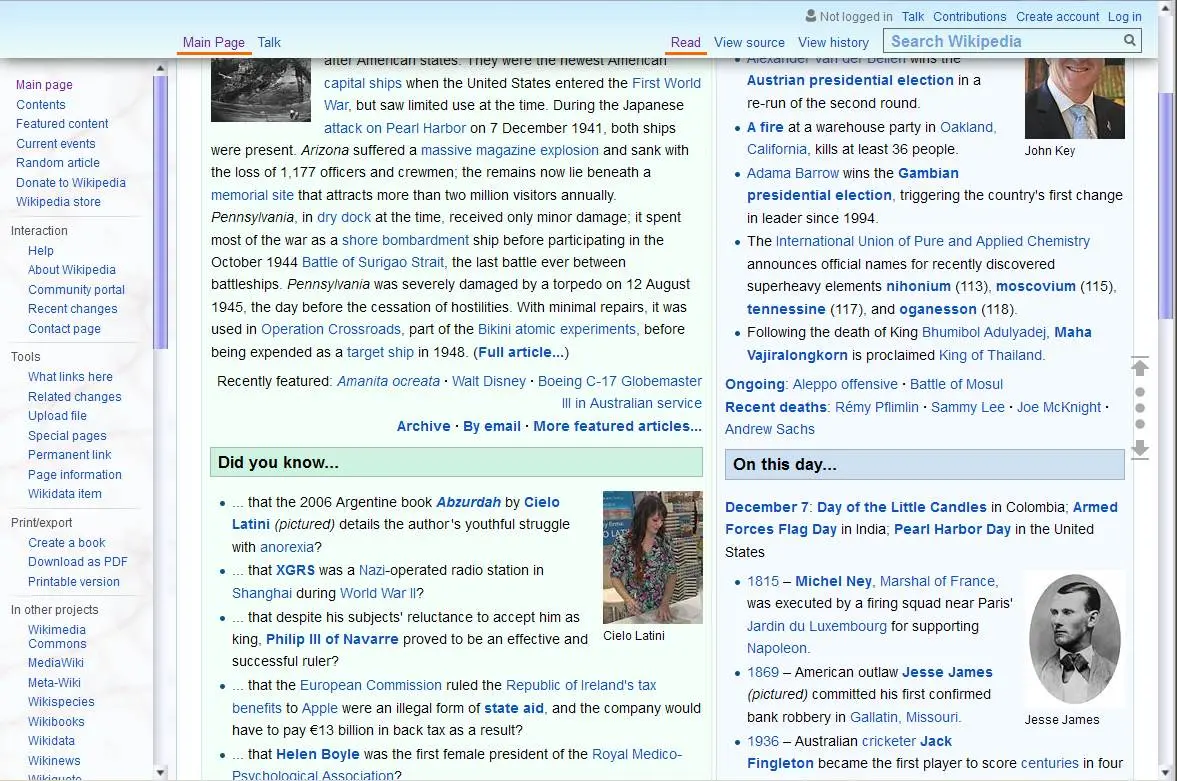 Not logged in Talk Contributions Create account Log in
Main Page Talk Read View source View history Search Wikipedia
Main page
Contents
Featured content
Current events
Random article
Donate to Wikipedia
Wikipedia store
Interaction
Help
About Wikipedia
Community portal
Recent changes
Contact page
Tools
What links here
Related changes
Upload file
Special pages
Permanent link
Page information
Wikidata item
Print/export
Create a book
Download as PDF
Printable version
In other projects
Wikimedia
Commons
MediaWiki
Meta-Wiki
Wikispecies
Wikibooks
Wikidata
Wikinews
Wikiquote
after American states. They were the newest American
capital ships when the United States entered the First World
War, but saw limited use at the time. During the Japanese
attack on Pearl Harbor on 7 December 1941, both ships
were present. Arizona suffered a massive magazine explosion and sank with
the loss of 1,177 officers and crewmen; the remains now lie beneath a
memorial site that attracts more than two million visitors annually.
Pennsylvania, in dry dock at the time, received only minor damage; it spent
most of the war as a shore bombardment ship before participating in the
October 1944 Battle of Surigao Strait, the last battle ever between
battleships. Pennsylvania was severely damaged by a torpedo on 12 August
1945, the day before the cessation of hostilities. With minimal repairs, it was
used in Operation Crossroads, part of the Bikini atomic experiments, before
being expended as a target ship in 1948. (Full article...)
Recently featured: Amanita ocreata · Walt Disney · Boeing C-17 Globemaster
III in Australian service
Archive · By email · More featured articles...
Did you know...
... that the 2006 Argentine book Abzurdah by Cielo
Latini (pictured) details the author's youthful struggle
with anorexia?
... that XGRS was a Nazi-operated radio station in
Shanghai during World War II?
... that despite his subjects' reluctance to accept him as
king, Philip III of Navarre proved to be an effective and
successful ruler?
Cielo Latini
... that the European Commission ruled the Republic of Ireland's tax
benefits to Apple were an illegal form of state aid, and the company would
have to pay €13 billion in back tax as a result?
... that Helen Boyle was the first female president of the Royal Medico-
Psychological Association?
Alexander Van der Bellen wins the
Austrian presidential election in a
re-run of the second round.
A fire at a warehouse party in Oakland,
California, kills at least 36 people.
John Key
Adama Barrow wins the Gambian
presidential election, triggering the country's first change
in leader since 1994.
The International Union of Pure and Applied Chemistry
announces official names for recently discovered
superheavy elements nihonium (113), moscovium (115),
tennessine (117), and oganesson (118).
Following the death of King Bhumibol Adulyadej, Maha
Vajiralongkorn is proclaimed King of Thailand.
Ongoing: Aleppo offensive · Battle of Mosul
Recent deaths: Rémy Pflimlin · Sammy Lee · Joe McKnight ·
Andrew Sachs
On this day...
December 7: Day of the Little Candles in Colombia; Armed
Forces Flag Day in India; Pearl Harbor Day in the United
States
1815 – Michel Ney, Marshal of France,
was executed by a firing squad near Paris'
Jardin du Luxembourg for supporting
Napoleon.
1869 – American outlaw Jesse James
(pictured) committed his first confirmed
bank robbery in Gallatin, Missouri.
Jesse James
1936 – Australian cricketer Jack
Fingleton became the first player to score centuries in four